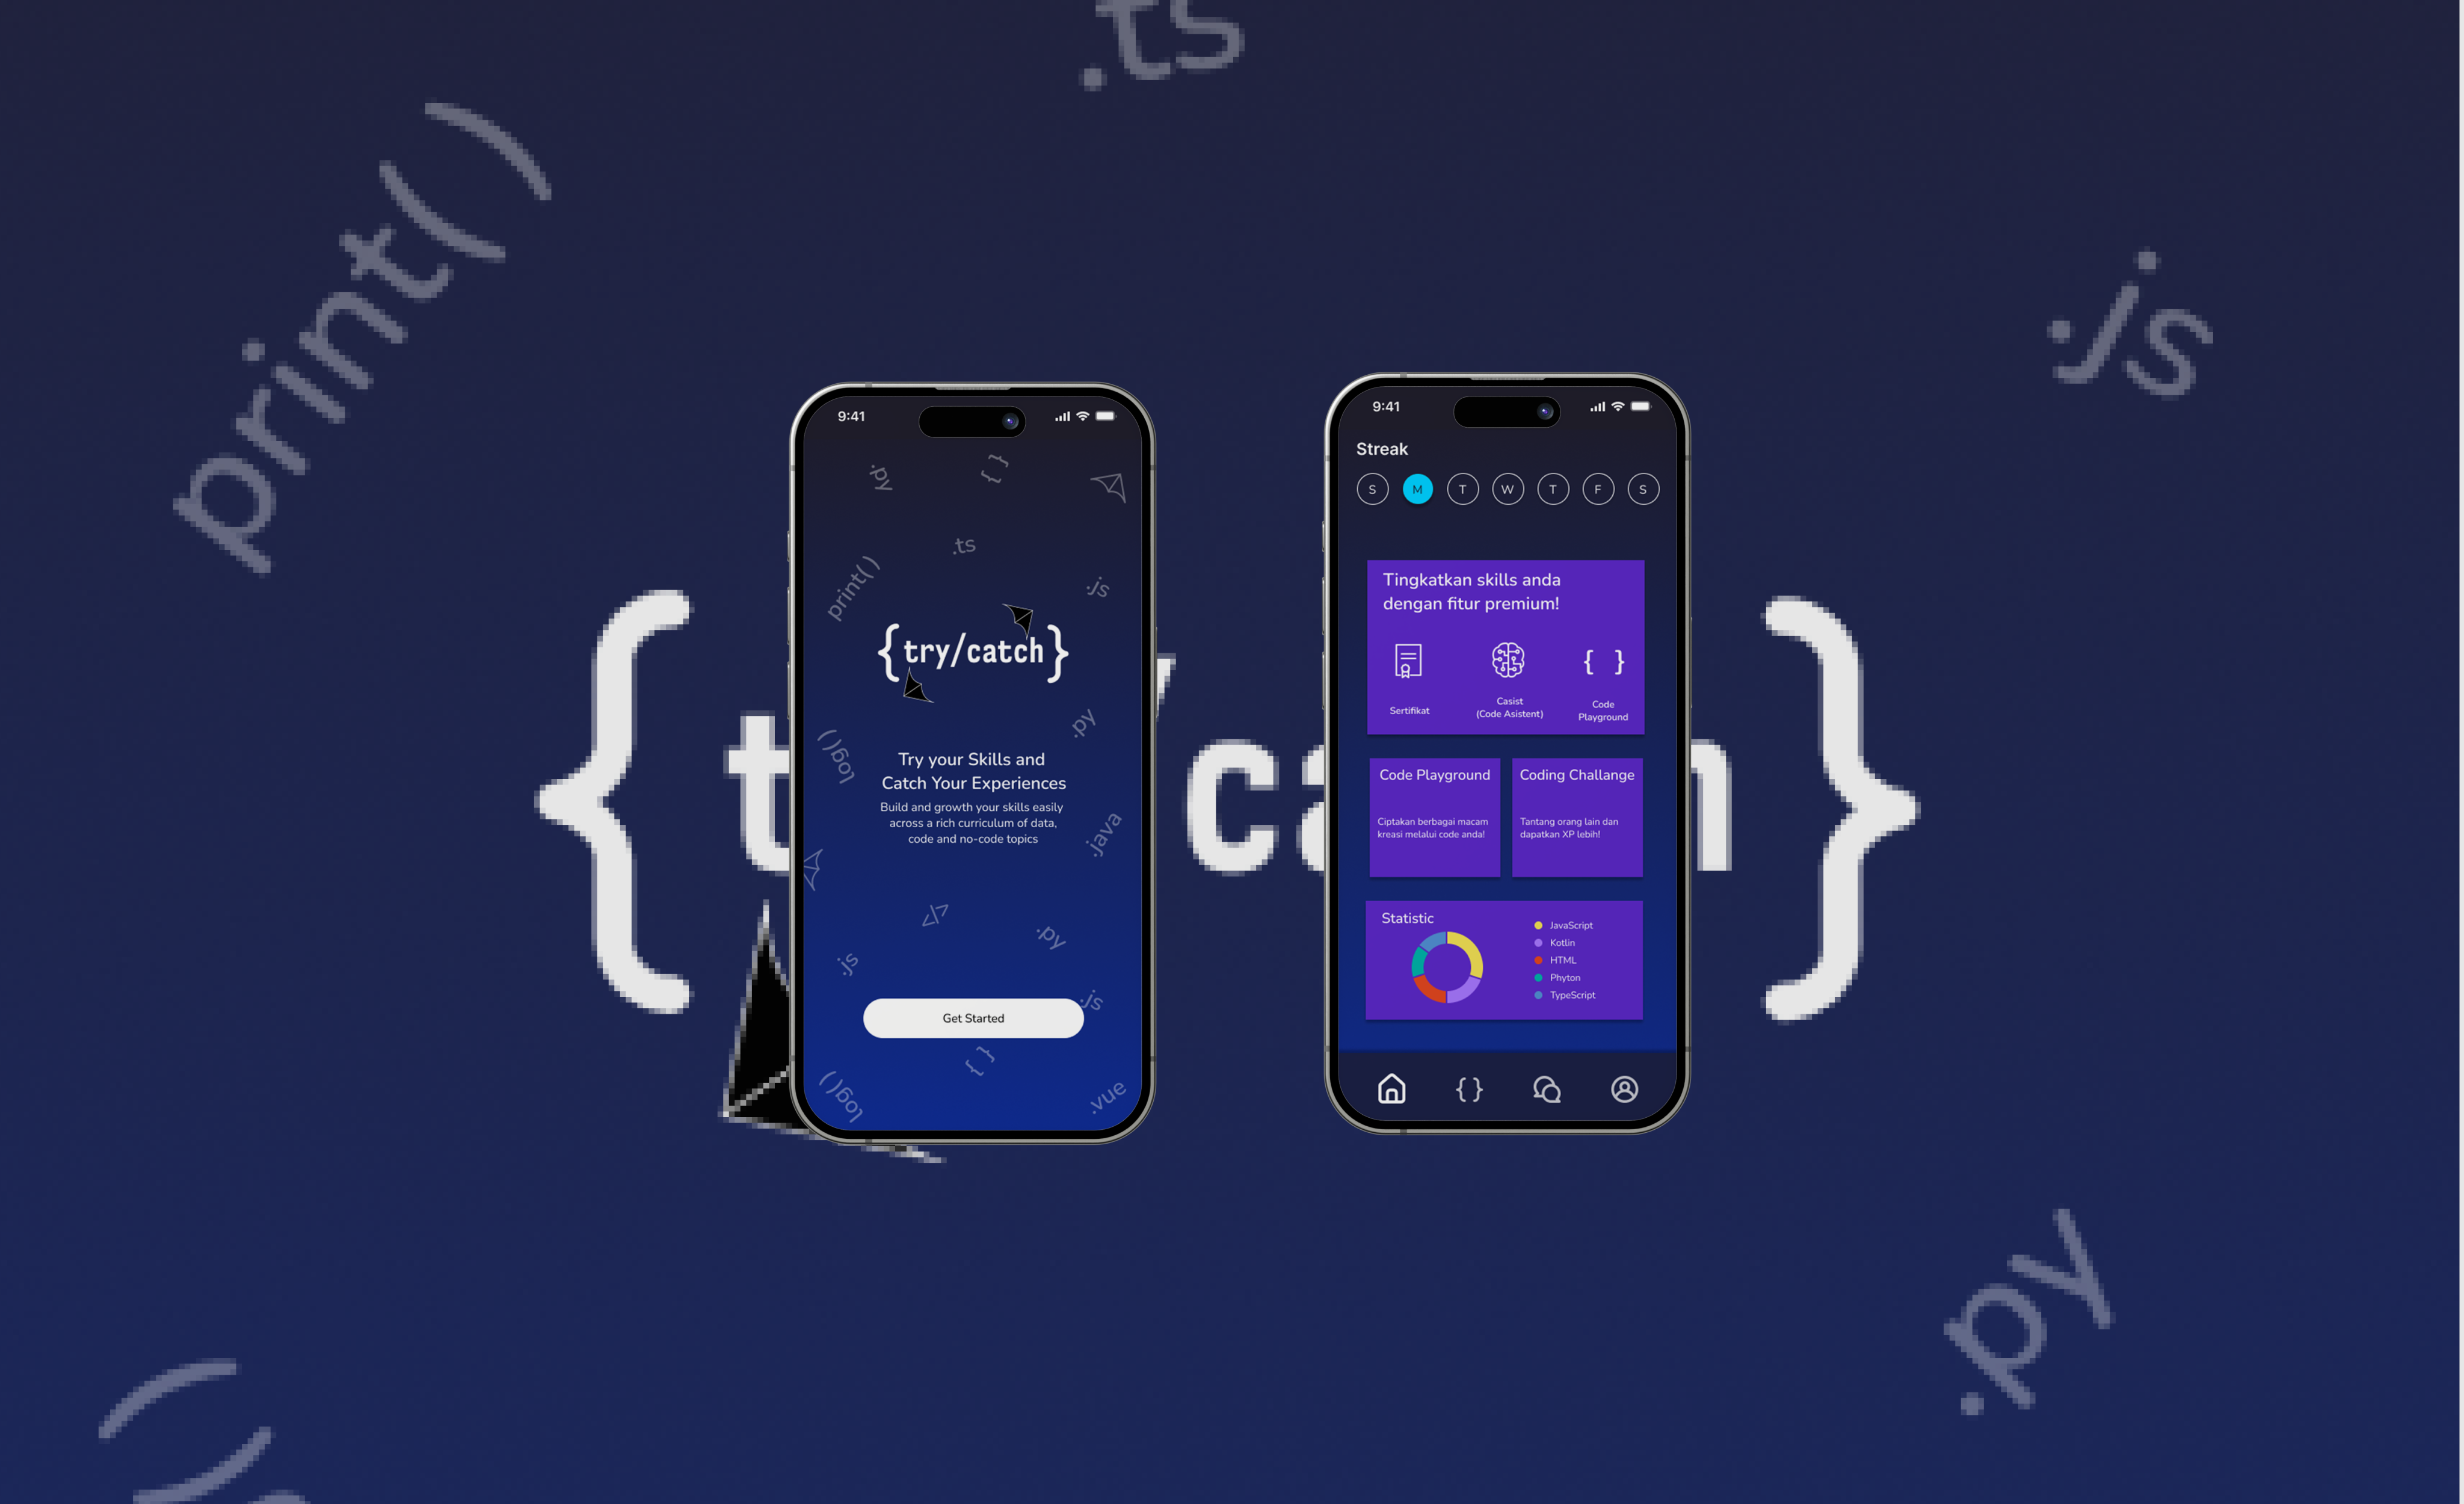 .ts
print()
.js
{ t
ca
}
.py
9:41
.py
{ }
.ts
print()
.js
{try/catch}
.py
log()
Try your Skills and
Catch Your Experiences
Build and growth your skills easily
across a rich curriculum of data,
code and no-code topics
.java
</>
.py
.js
.js
Get Started
{ }
log()
.vue
9:41
Streak
S M T W T F S
Tingkatkan skills anda
dengan fitur premium!
{ }
Sertifikat
Casist
(Code Asistent)
Code
Playground
Code Playground
Ciptakan berbagai macam
kreasi melalui code anda!
Coding Challange
Tantang orang lain dan
dapatkan XP lebih!
Statistic
JavaScript
Kotlin
HTML
Phyton
TypeScript
{ }